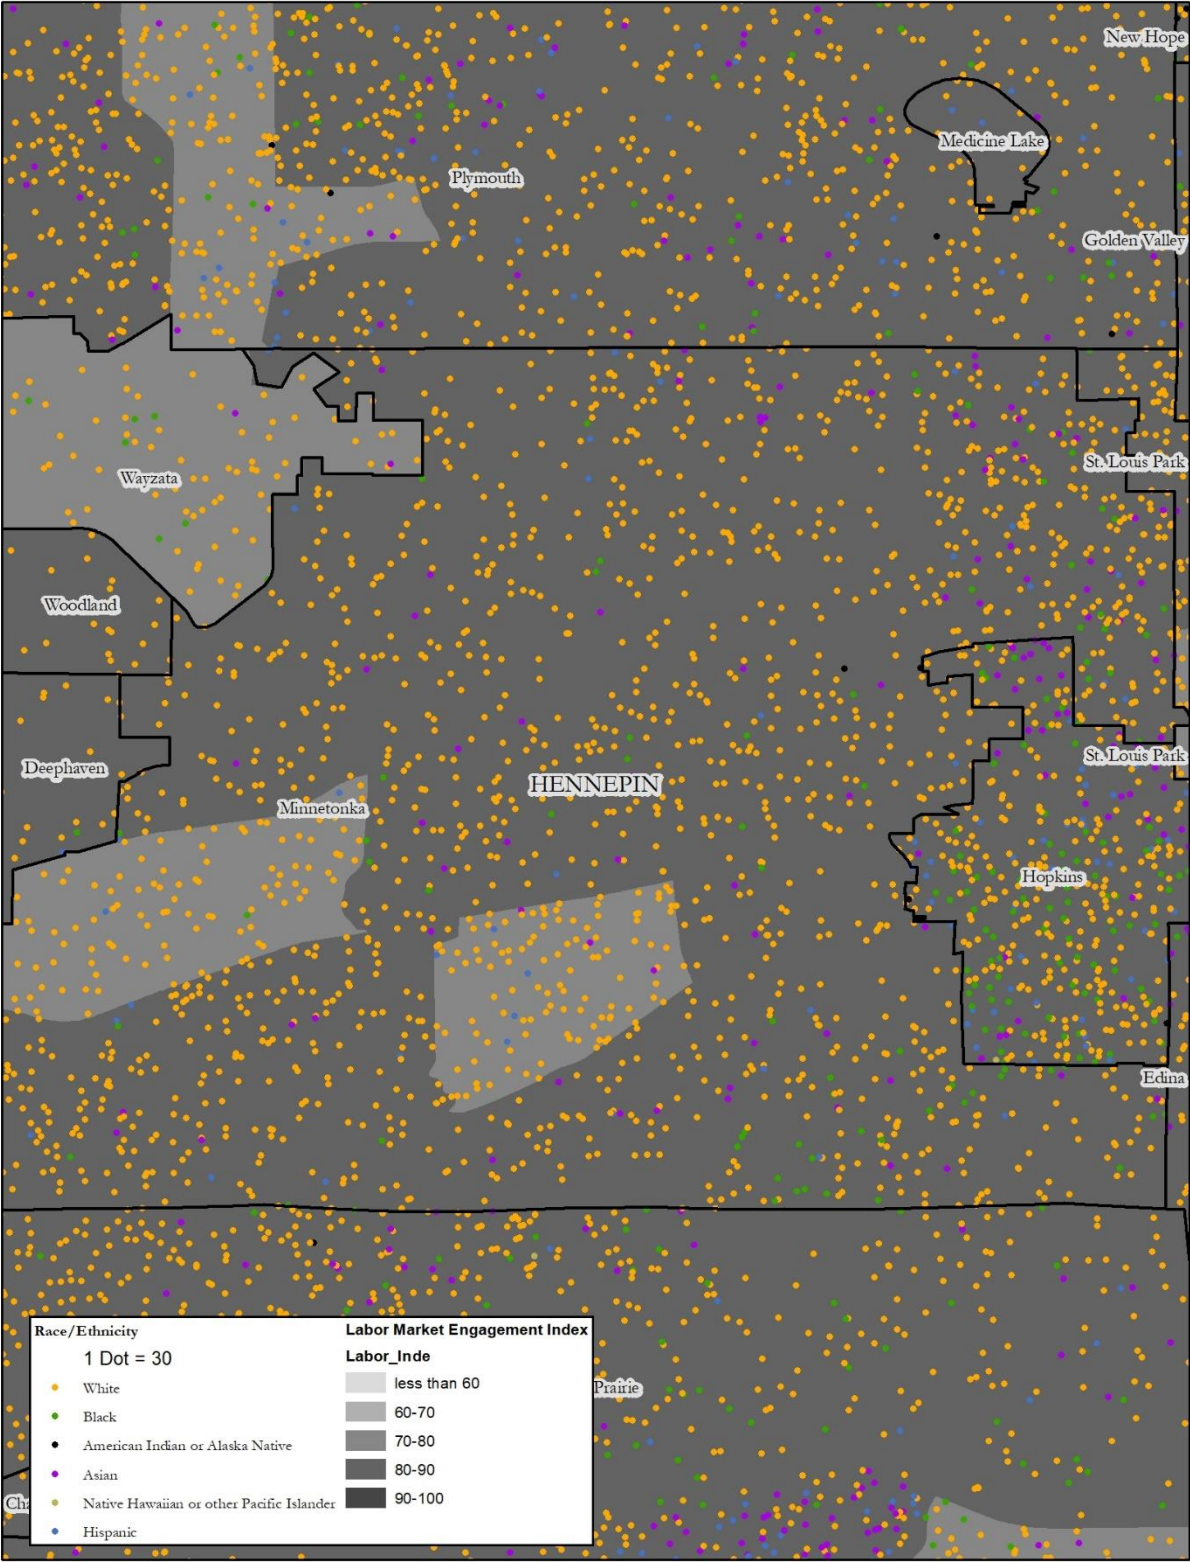 New Hope
Medicine Lake
Plymouth
Golden Valley
St. Louis Park
Wayzata
Woodland
St. Louis Park
Deephaven
HENNEPIN
Minnetonka
Hopkins
Edina
Prairie
Cha
Race/Ethnicity
1 Dot = 30
White
Black
American Indian or Alaska Native
Asian
Native Hawaiian or other Pacific Islander
Hispanic
Labor Market Engagement Index
Labor_Inde
less than 60
60-70
70-80
80-90
90-100